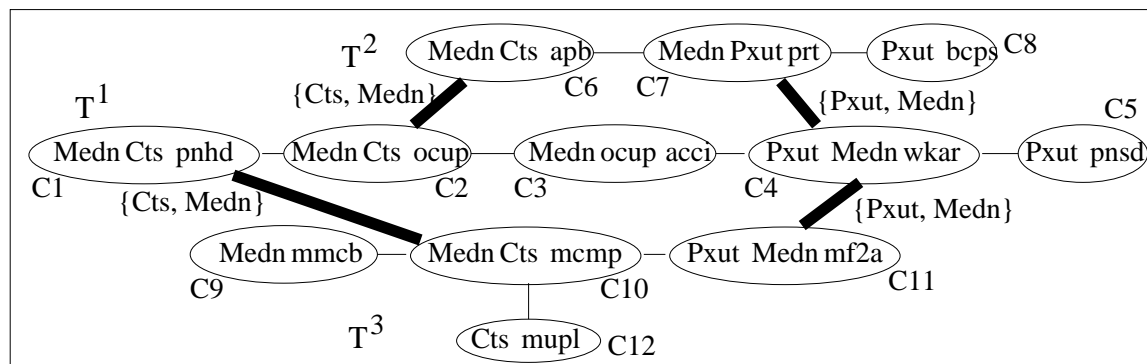 T2
Medn Cts apb
Medn Pxut prt
Pxut bcps
C8
C6
C7
{Cts, Medn}
{Pxut, Medn}
C5
T1
Medn Cts pnhd
Medn Cts ocup
Medn ocup acci
Pxut Medn wkar
Pxut pnsd
C1
C2
C3
C4
{Cts, Medn}
{Pxut, Medn}
Medn mmcb
Medn Cts mcmp
Pxut Medn mf2a
C9
C10
C11
T3
Cts mupl
C12